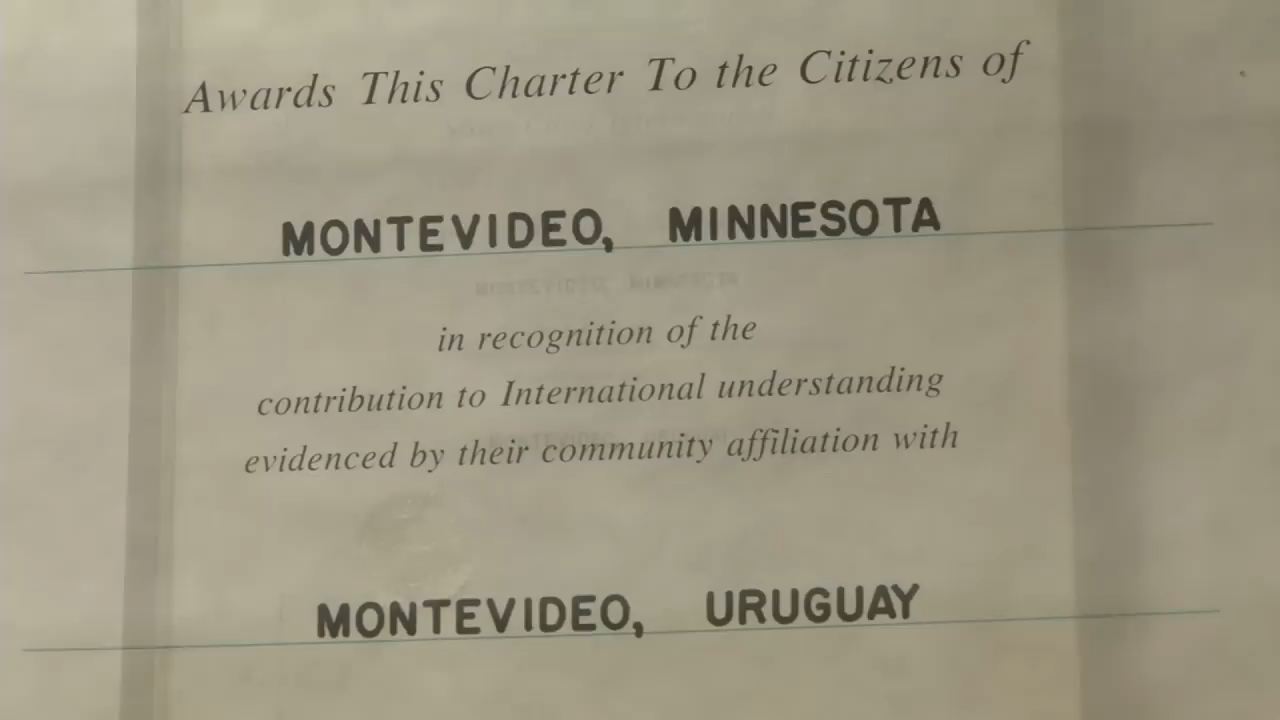 Awards This Charter To the Citizens of
MONTEVIDEO, MINNESOTA
in recognition of the
contribution to International understanding
evidenced by their community affiliation with
MONTEVIDEO, URUGUAY